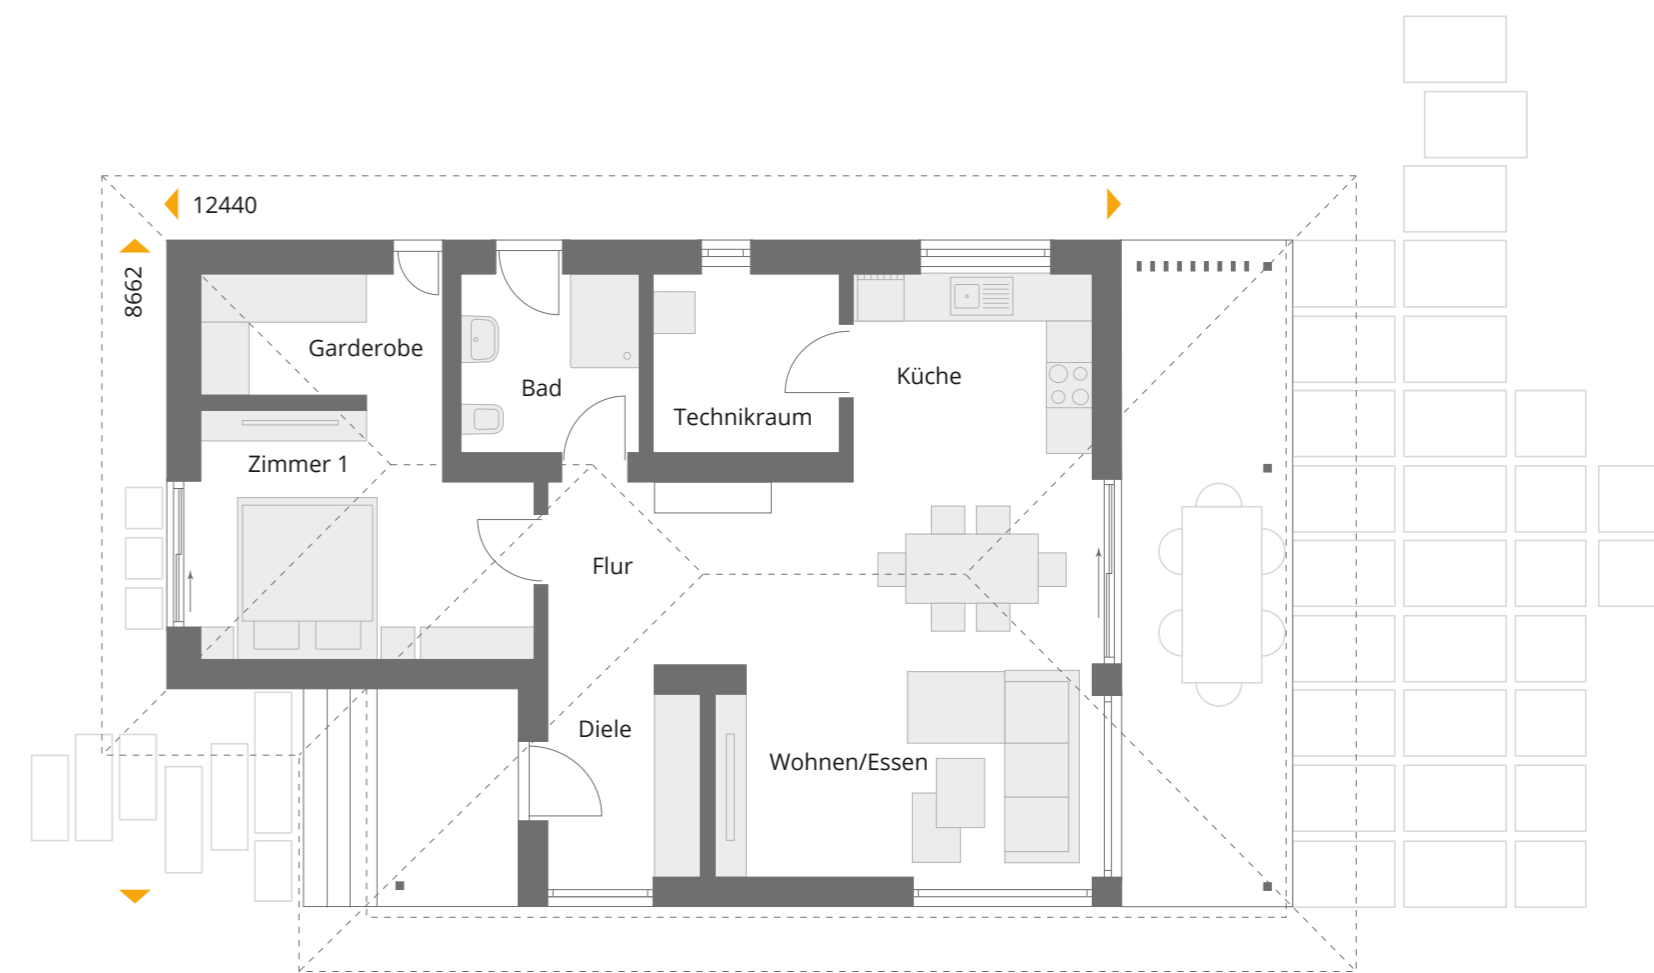 12440
8662
Garderobe
Bad
Küche
Technikraum
Zimmer 1
Flur
Diele
Wohnen/Essen